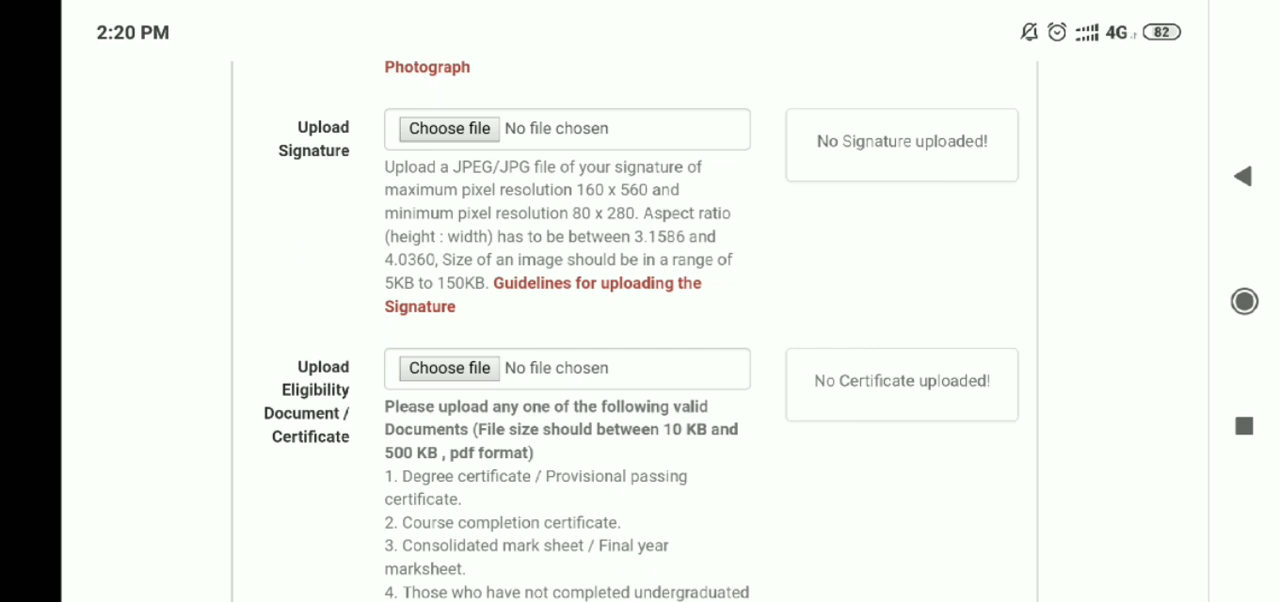 2:20 PM
4G
82
Photograph
Upload
Signature
Choose file No file chosen
No Signature uploaded!
Upload a JPEG/JPG file of your signature of
maximum pixel resolution 160 x 560 and
minimum pixel resolution 80 x 280. Aspect ratio
(height : width) has to be between 3.1586 and
4.0360, Size of an image should be in a range of
5KB to 150KB. Guidelines for uploading the
Signature
Upload
Eligibility
Document /
Certificate
Choose file No file chosen
No Certificate uploaded!
Please upload any one of the following valid
Documents (File size should between 10 KB and
500 KB , pdf format)
1. Degree certificate / Provisional passing
certificate.
2. Course completion certificate.
3. Consolidated mark sheet / Final year
marksheet.
4. Those who have not completed undergraduated